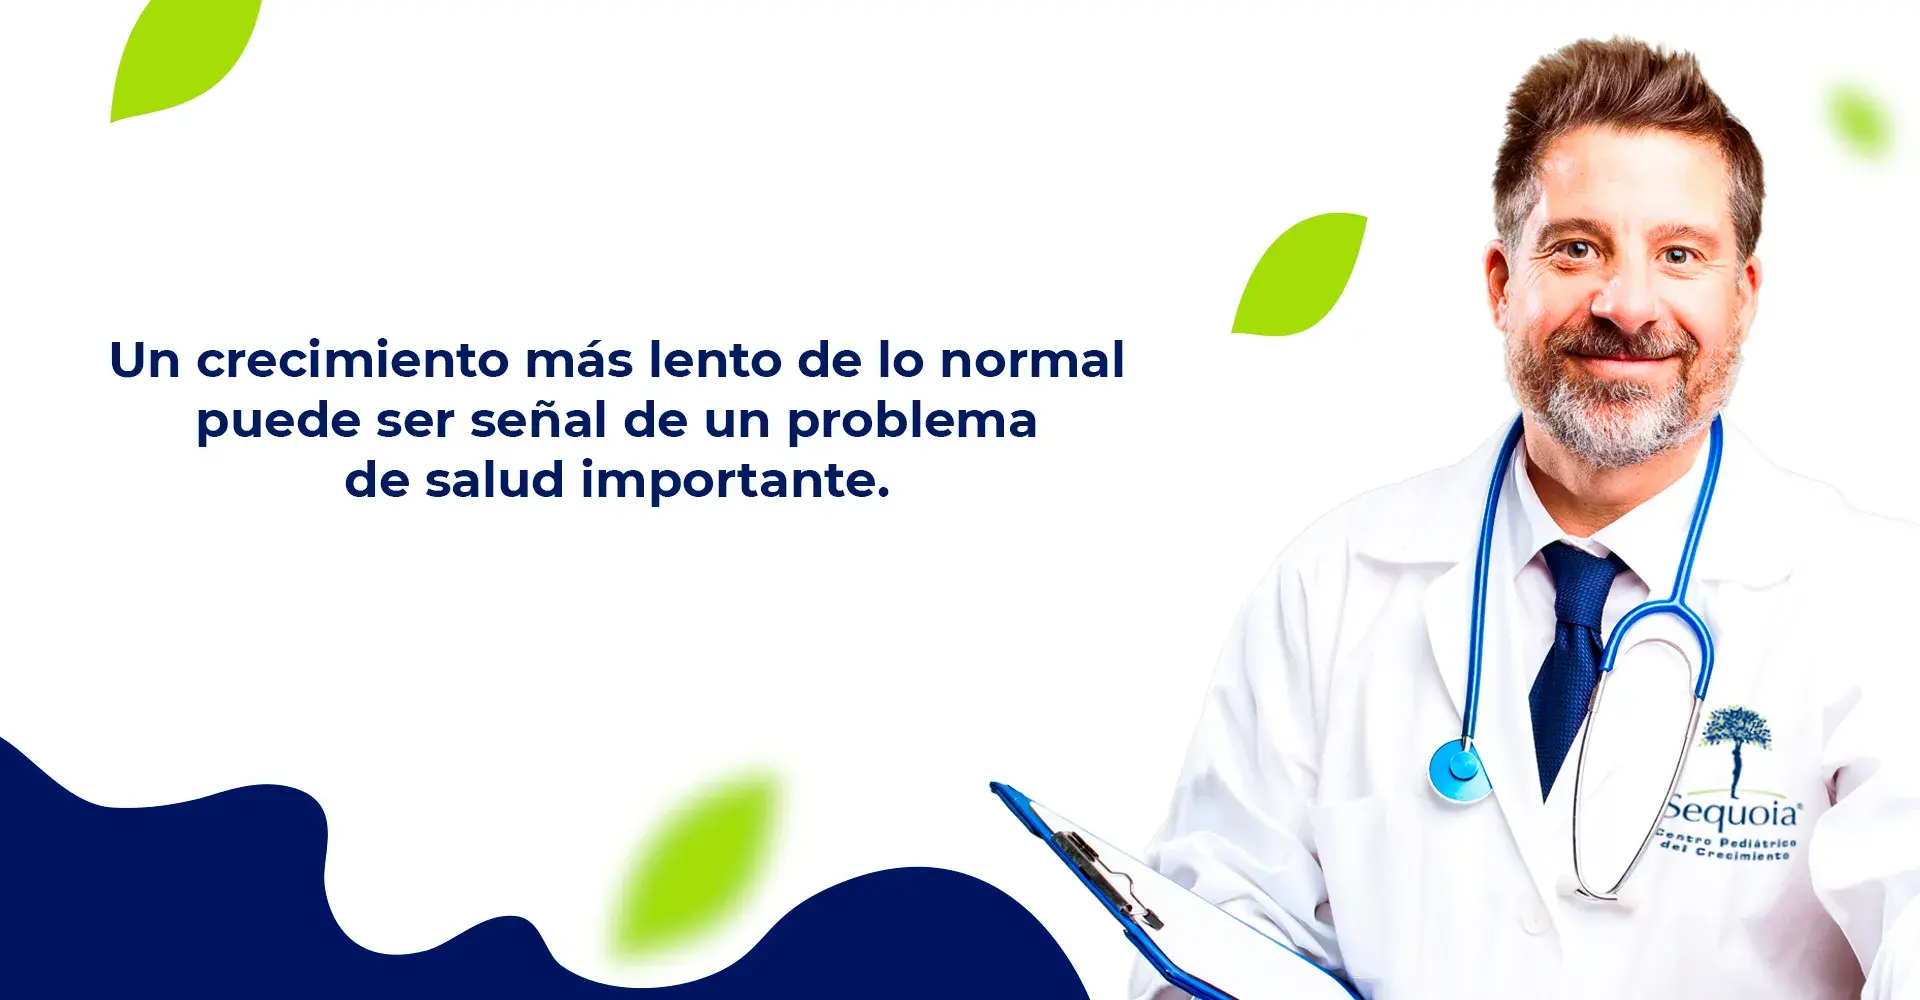 Un crecimiento más lento de lo normal
puede ser señal de un problema
de salud importante.
Sequoia®
Centro Pediátrico
del Crecimiento